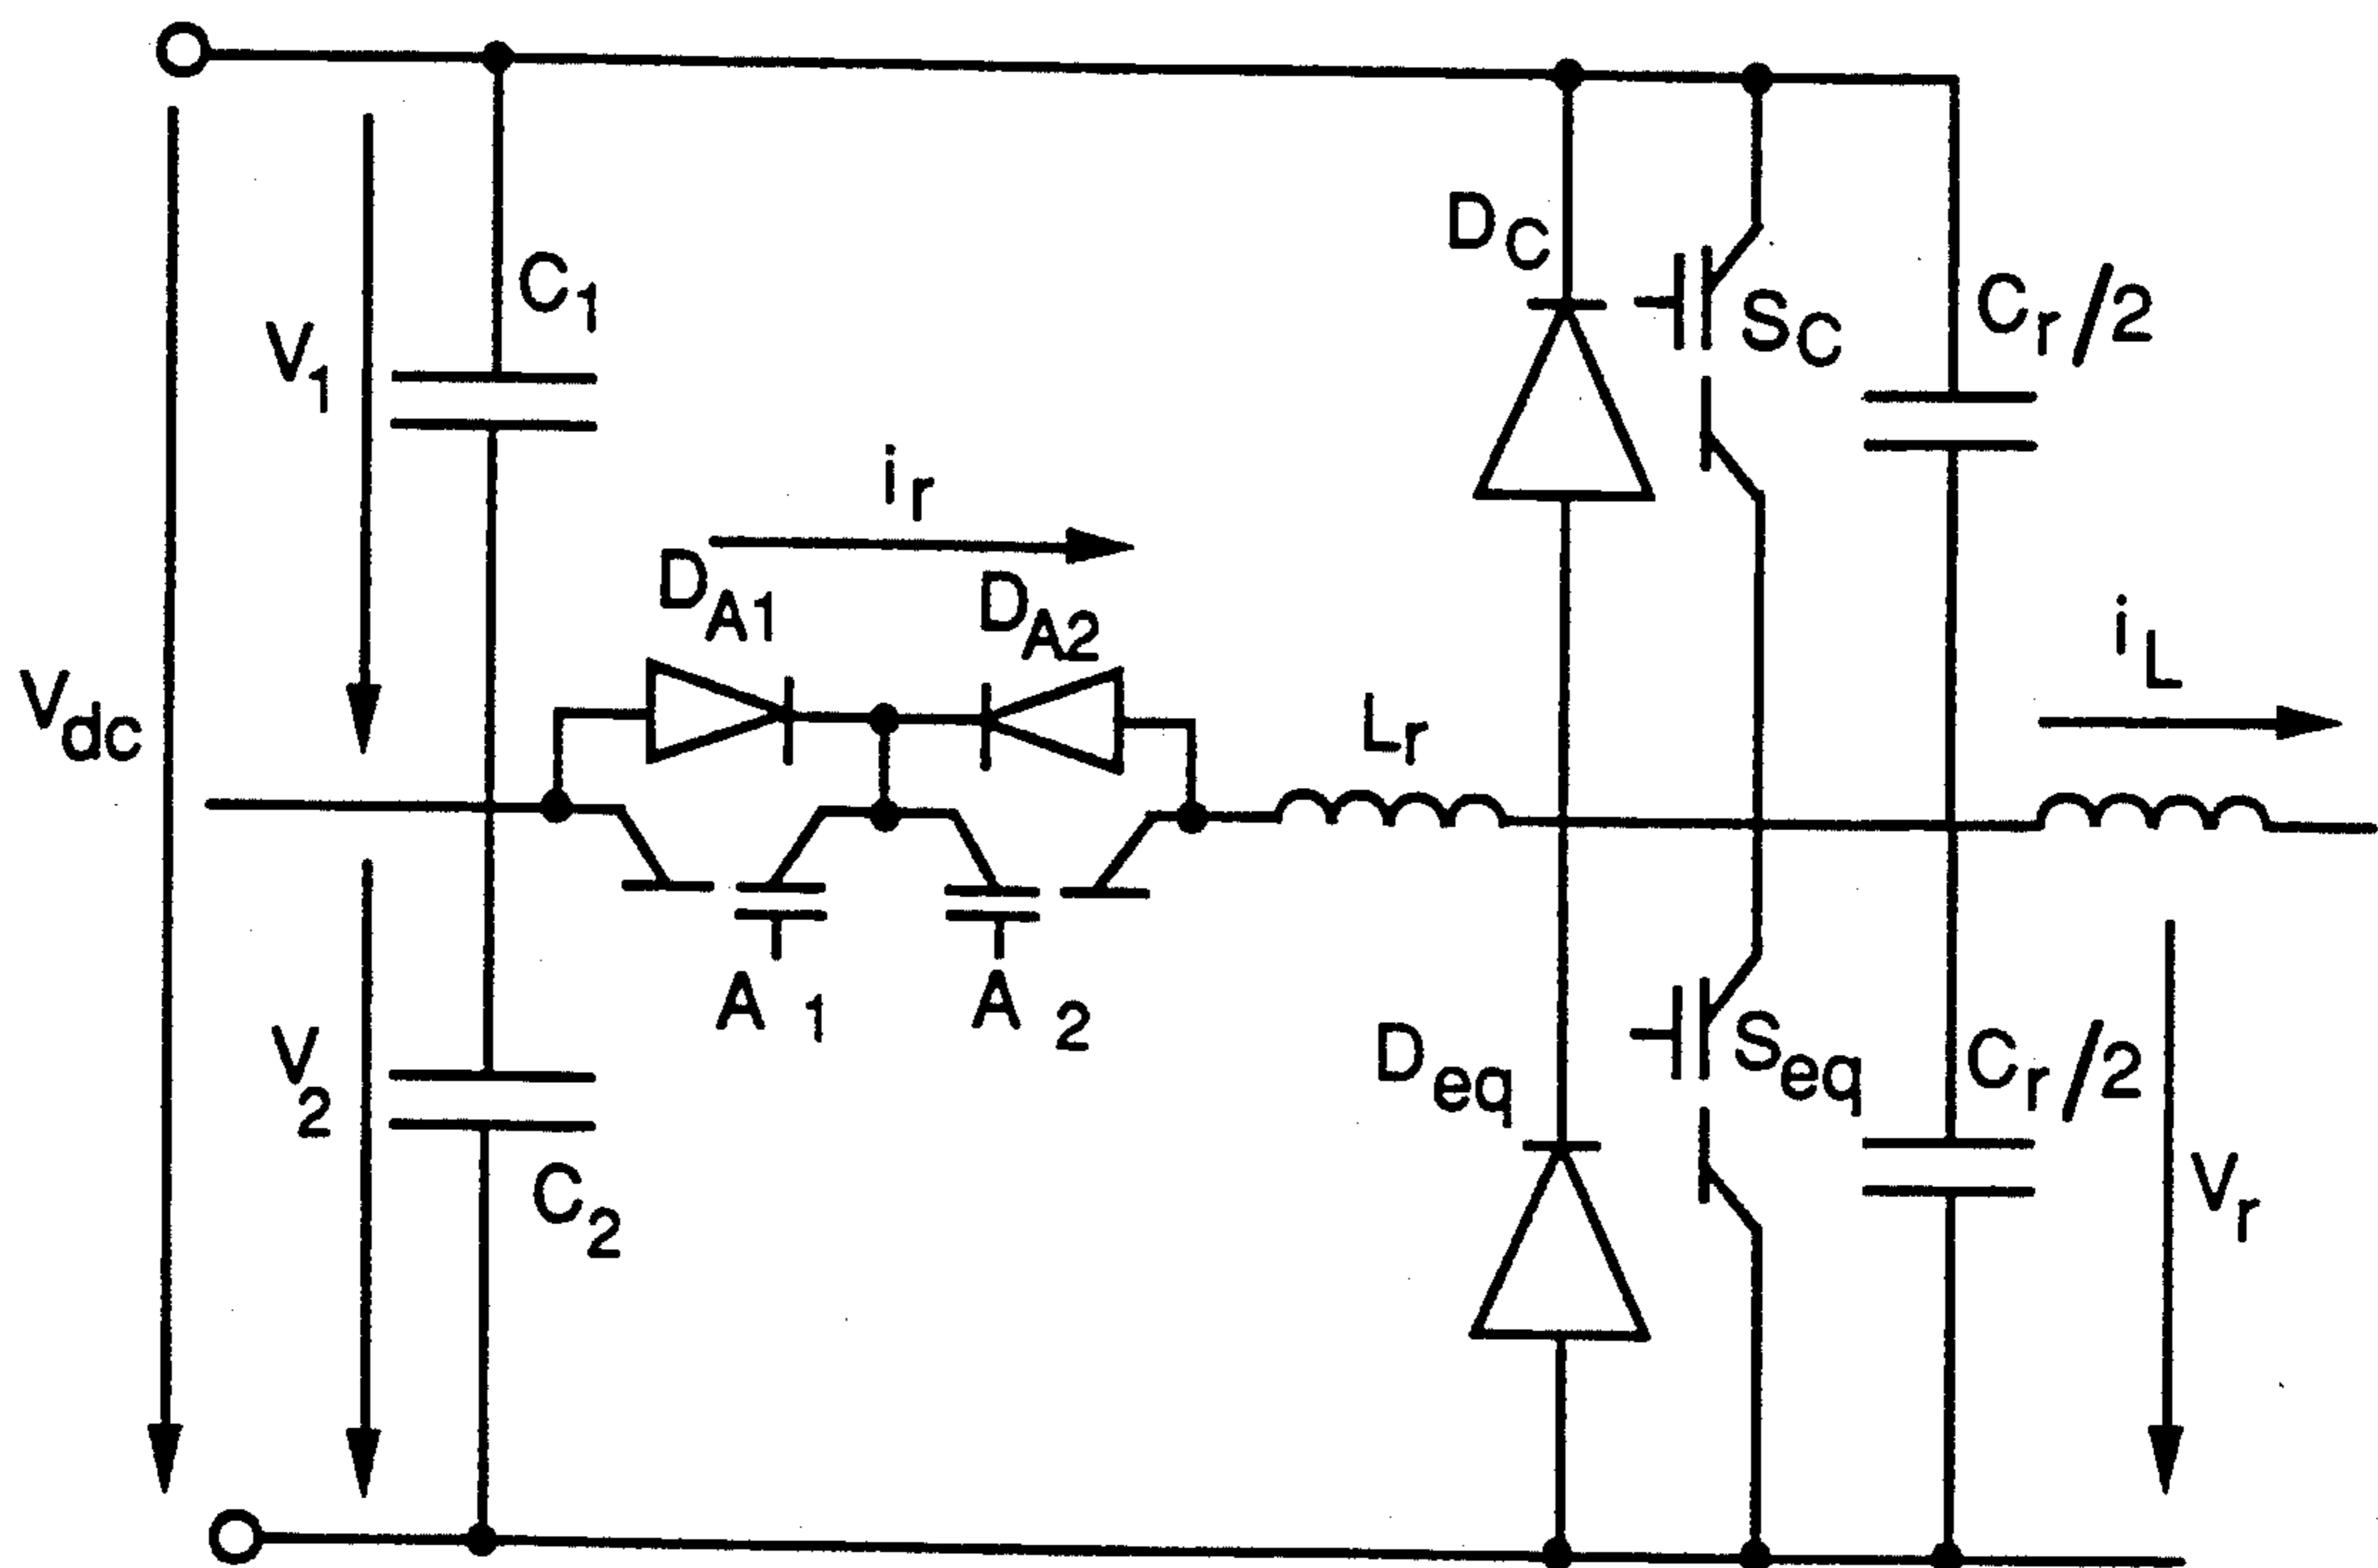 DC
SC
Cr/2
C1
V1
ir
DA1
DA2
iL
Vdc
Lr
A1
A2
V2
Deq
Seq
Cr/2
C2
Vr